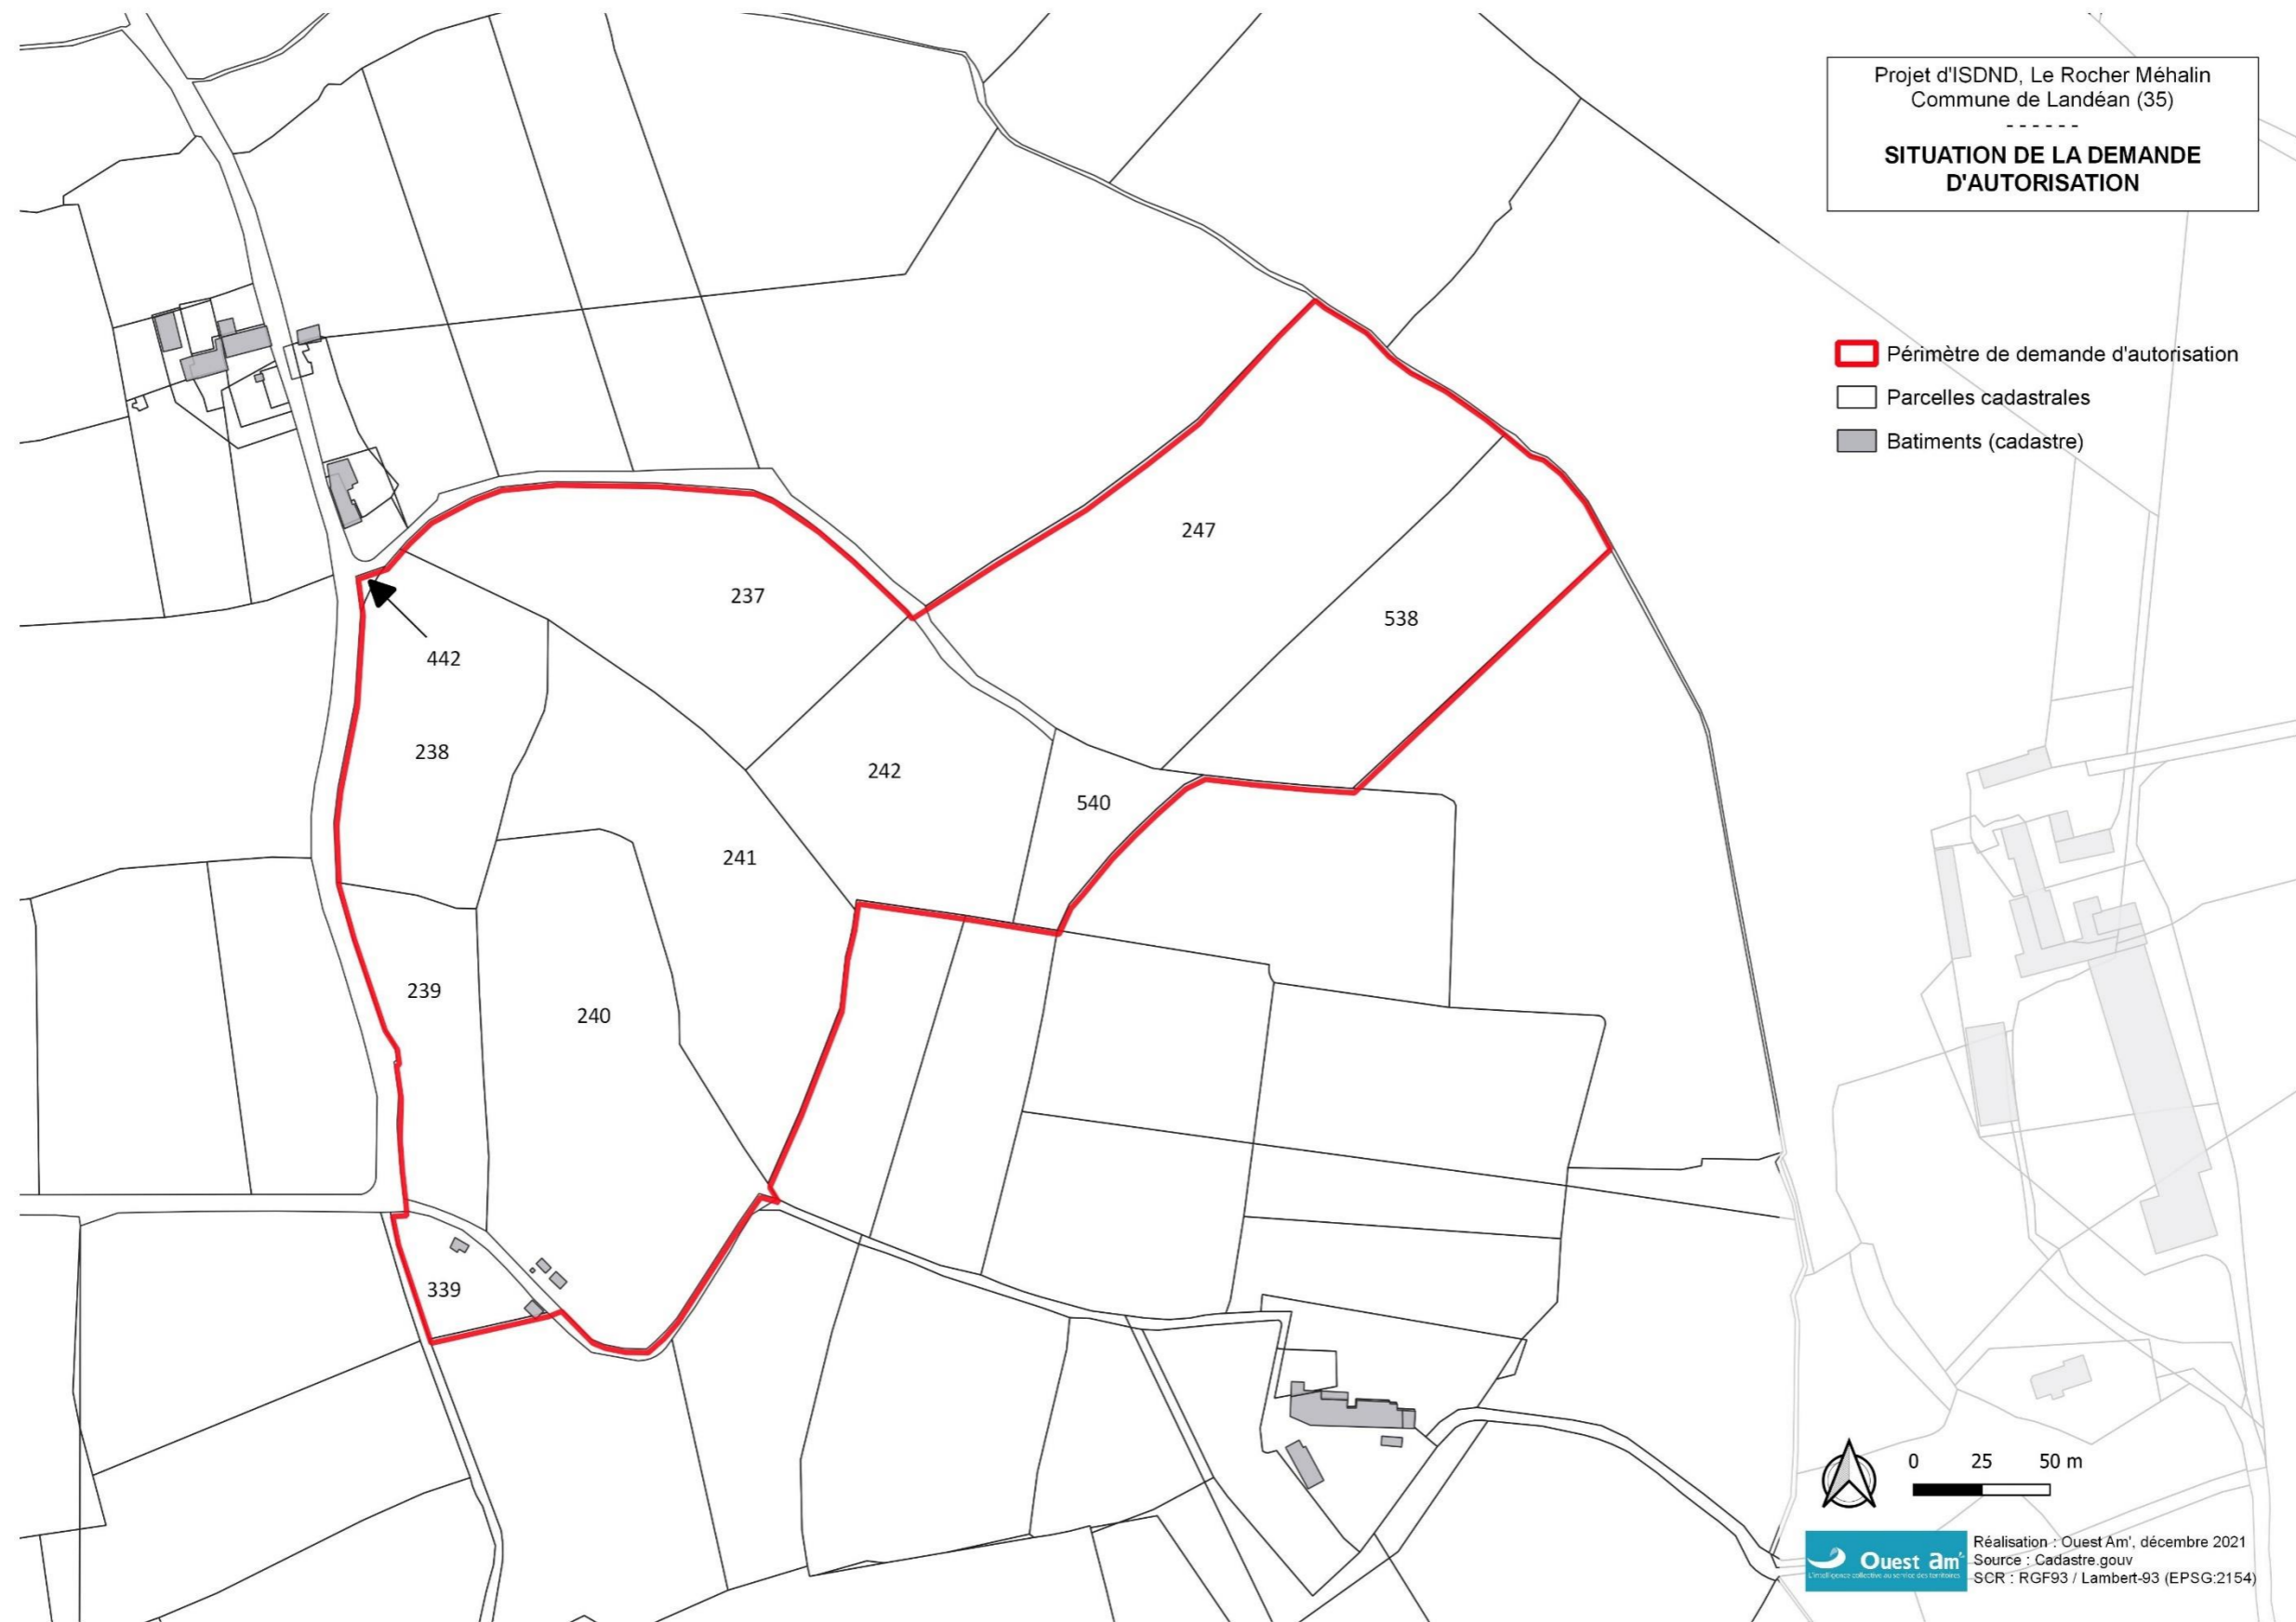 Projet d'ISDND, Le Rocher Méhalin
Commune de Landéan (35)
------
SITUATION DE LA DEMANDE
D'AUTORISATION
Périmètre de demande d'autorisation
Parcelles cadastrales
Batiments (cadastre)
247
237
538
442
238
242
540
241
239
240
339
0 25 50 m
Ouest am'
L'intelligence collective au service des territoires
Réalisation : Ouest Am', décembre 2021
Source : Cadastre.gouv
SCR : RGF93 / Lambert-93 (EPSG:2154)